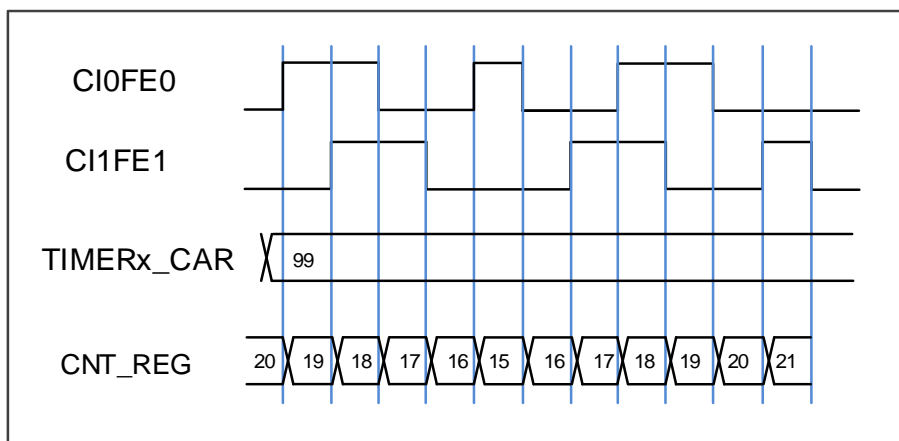 CI0FE0
CI1FE1
TIMERx_CAR 99
CNT_REG 20 19 18 17 16 15 16 17 18 19 20 21